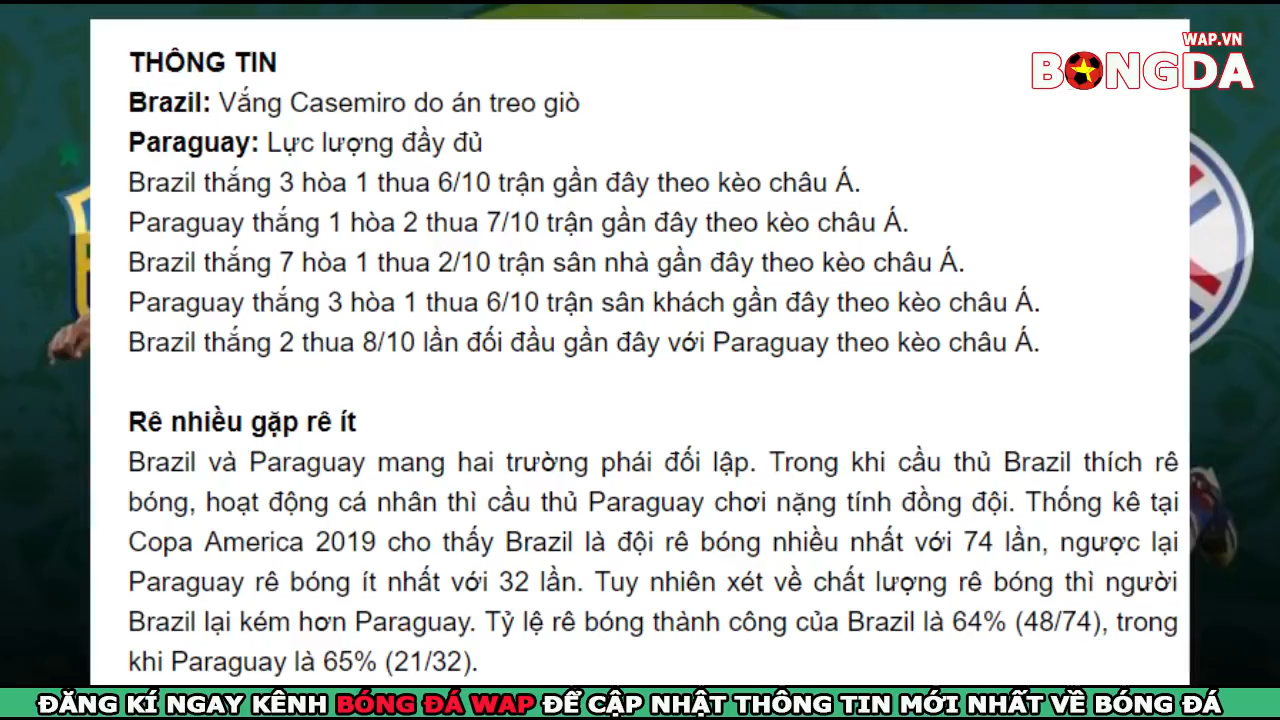 WAP.VN
BONGDA
THÔNG TIN
Brazil: Vắng Casemiro do án treo giò
Paraguay: Lực lượng đầy đủ
Brazil thắng 3 hòa 1 thua 6/10 trận gần đây theo kèo châu Á.
Paraguay thắng 1 hòa 2 thua 7/10 trận gần đây theo kèo châu Á.
Brazil thắng 7 hòa 1 thua 2/10 trận sân nhà gần đây theo kèo châu Á.
Paraguay thắng 3 hòa 1 thua 6/10 trận sân khách gần đây theo kèo châu Á.
Brazil thắng 2 thua 8/10 lần đối đầu gần đây với Paraguay theo kèo châu Á.
Rê nhiều gặp rê ít
Brazil và Paraguay mang hai trường phái đối lập. Trong khi cầu thủ Brazil thích rê
bóng, hoạt động cá nhân thì cầu thủ Paraguay chơi nặng tính đồng đội. Thống kê tại
Copa America 2019 cho thấy Brazil là đội rê bóng nhiều nhất với 74 lần, ngược lại
Paraguay rê bóng ít nhất với 32 lần. Tuy nhiên xét về chất lượng rê bóng thì người
Brazil lại kém hơn Paraguay. Tỷ lệ rê bóng thành công của Brazil là 64% (48/74), trong
khi Paraguay là 65% (21/32).
ĐĂNG KÍ NGAY KÊNH BÓNG ĐÁ WAP ĐỂ CẬP NHẬT THÔNG TIN MỚI NHẤT VỀ BÓNG ĐÁ